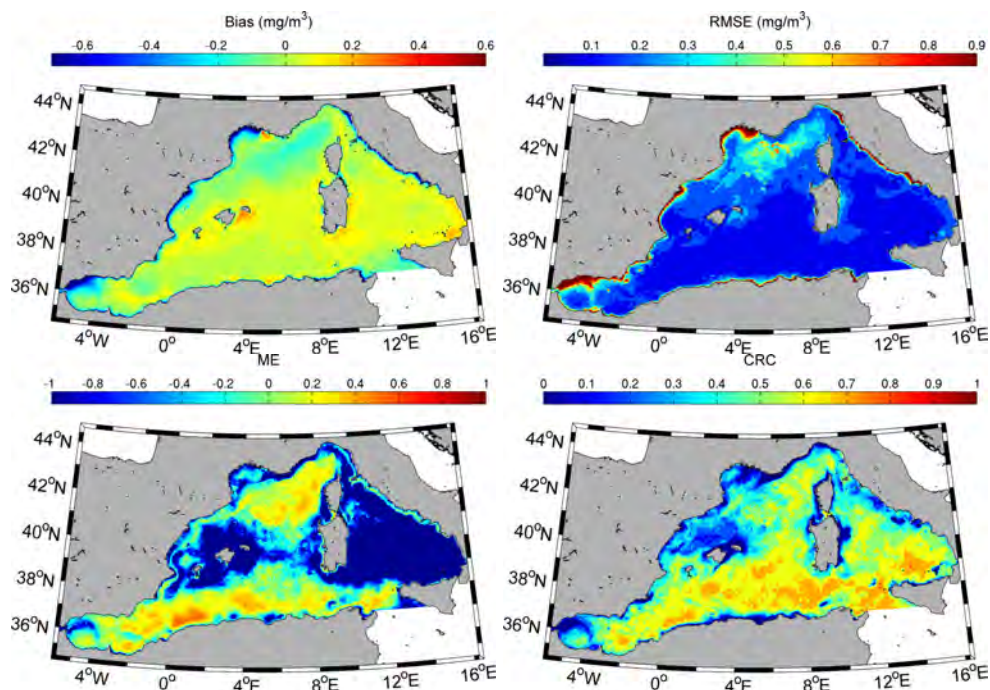 Bias (mg/m³) RMSE (mg/m³)
-0.6 -0.4 -0.2 0 0.2 0.4 0.6 0.1 0.2 0.3 0.4 0.5 0.6 0.7 0.8 0.9
44°N 44°N
42°N 42°N
40°N 40°N
38°N 38°N
36°N 36°N
4°W 0° 4°E 8°E 12°E 16°E 4°W 0° 4°E 8°E 12°E 16°E
ME CRC
-1 -0.8 -0.6 -0.4 -0.2 0 0.2 0.4 0.6 0.8 1 0 0.1 0.2 0.3 0.4 0.5 0.6 0.7 0.8 0.9 1
44°N 44°N
42°N 42°N
40°N 40°N
38°N 38°N
36°N 36°N
4°W 0° 4°E 8°E 12°E 16°E 4°W 0° 4°E 8°E 12°E 16°E